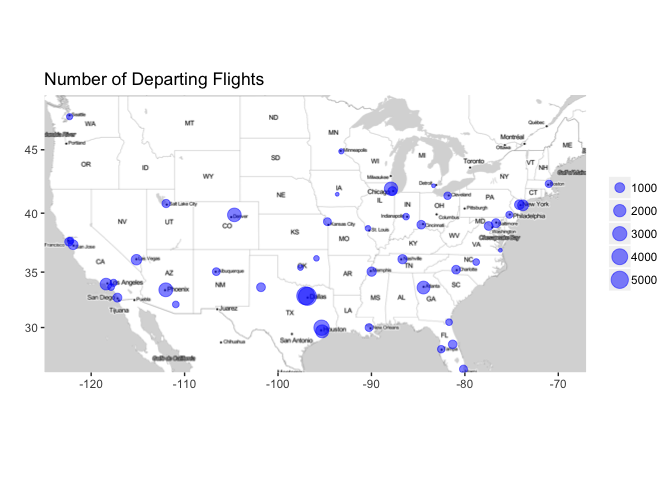 Number of Departing Flights
45
40
35
30
-120
-110
-100
-90
-80
-70
1000
2000
3000
4000
5000
Seattle
WA
Portland
MT
ND
MN
Minneapolis
Québec
ME
Montréal
Ottawa
VT
NH
OR
ID
SD
WI
MI
Toronto
NY
Boston
WY
Milwaukee
Detroit
CT
IA
Chicago
Cleveland
PA
New York
Salt Lake City
NE
IL
IN
OH
Pittsburgh
Philadelphia
NV
UT
Denver
CO
Indianapolis
Columbus
MD
Baltimore
Washington
Kansas City
KS
MO
St. Louis
Cincinnati
WV
VA
Chesapeake Bay
San Jose
KY
CA
Las Vegas
Nashville
TN
NC
Charlotte
AZ
Albuquerque
NM
OK
AR
Memphis
SC
Los Angeles
Phoenix
Dallas
MS
AL
Atlanta
GA
San Diego
Tijuana
Puebla
Juarez
TX
LA
Houston
New Orleans
San Antonio
Chihuahua
FL
Tampa